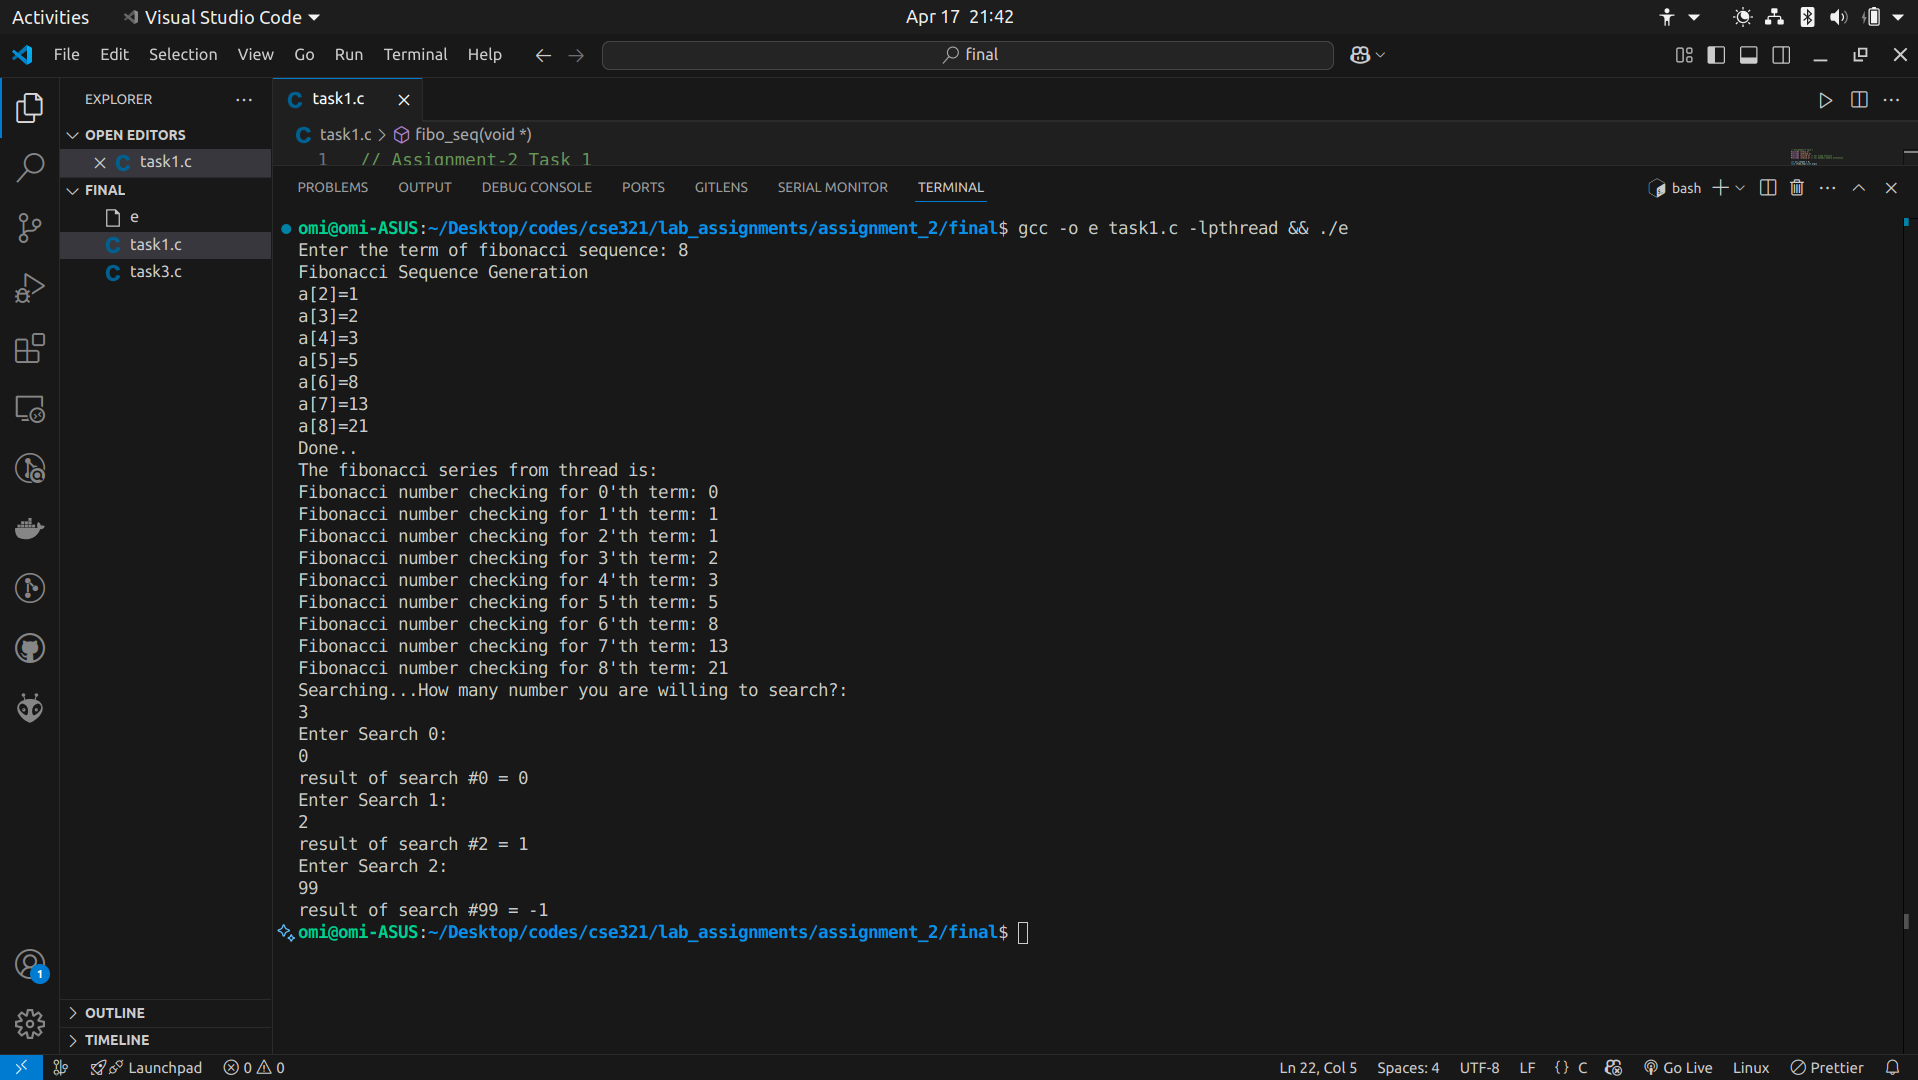 Activities
Visual Studio Code
Apr 17 21:42
File Edit Selection View Go Run Terminal Help
final
EXPLORER
OPEN EDITORS
task1.c
FINAL
e
task1.c
task3.c
OUTLINE
TIMELINE
task1.c
task1.c > fibo_seq(void *)
1 // Assignment-2 Task 1
PROBLEMS OUTPUT DEBUG CONSOLE PORTS GITLENS SERIAL MONITOR TERMINAL
bash
omi@omi-ASUS:~/Desktop/codes/cse321/lab_assignments/assignment_2/final$ gcc -o e task1.c -lpthread && ./e
Enter the term of fibonacci sequence: 8
Fibonacci Sequence Generation
a[2]=1
a[3]=2
a[4]=3
a[5]=5
a[6]=8
a[7]=13
a[8]=21
Done..
The fibonacci series from thread is:
Fibonacci number checking for 0'th term: 0
Fibonacci number checking for 1'th term: 1
Fibonacci number checking for 2'th term: 1
Fibonacci number checking for 3'th term: 2
Fibonacci number checking for 4'th term: 3
Fibonacci number checking for 5'th term: 5
Fibonacci number checking for 6'th term: 8
Fibonacci number checking for 7'th term: 13
Fibonacci number checking for 8'th term: 21
Searching...How many number you are willing to search?:
3
Enter Search 0:
0
result of search #0 = 0
Enter Search 1:
2
result of search #2 = 1
Enter Search 2:
99
result of search #99 = -1
omi@omi-ASUS:~/Desktop/codes/cse321/lab_assignments/assignment_2/final$
1
Launchpad 0 0
Ln 22, Col 5 Spaces: 4 UTF-8 LF {} C Go Live Linux Prettier